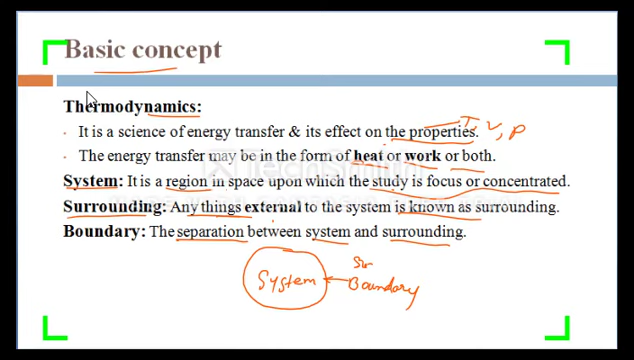 Basic concept
Thermodynamics:
T, V, P
· It is a science of energy transfer & its effect on the properties.
· The energy transfer may be in the form of heat or work or both.
System: It is a region in space upon which the study is focus or concentrated.
Surrounding: Any things external to the system is known as surrounding.
Boundary: The separation between system and surrounding.
Sur
System Boundary